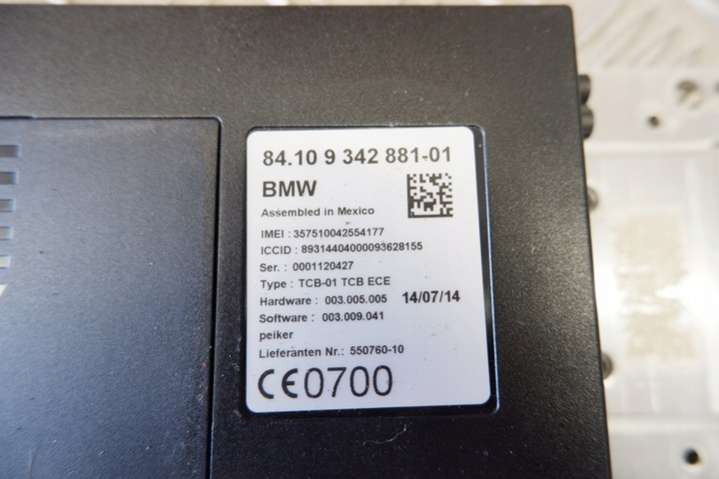 84.10 9 342 881-01
BMW
Assembled in Mexico
IMEI : 357510042554177
ICCID : 89314404000093628155
Ser. : 0001120427
Type : TCB-01 TCB ECE
Hardware : 003.005.005 14/07/14
Software : 003.009.041
peiker
Lieferanten Nr.: 550760-10
CE0700